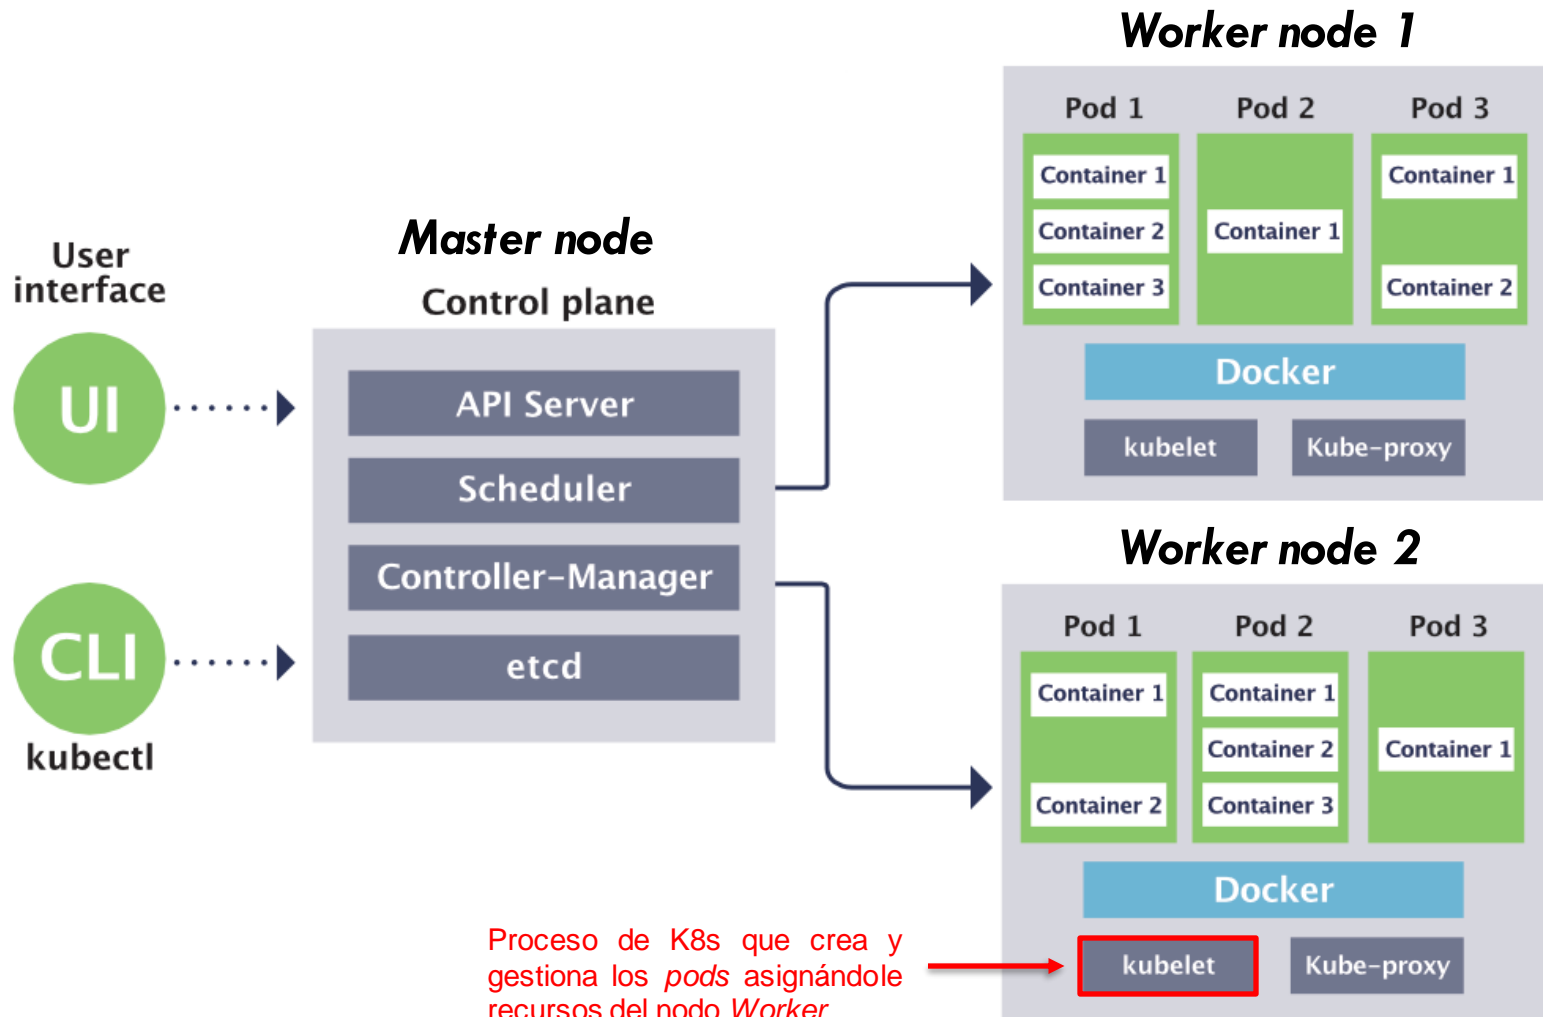 Worker node 1
Pod 1 Pod 2 Pod 3
Container 1
Container 2
Container 3
Container 1
Container 1
Container 2
Docker
kubelet Kube-proxy
User
interface
UI
CLI
kubectl
Master node
Control plane
API Server
Scheduler
Controller-Manager
etcd
Worker node 2
Pod 1 Pod 2 Pod 3
Container 1
Container 2
Container 1
Container 2
Container 3
Container 1
Docker
kubelet Kube-proxy
Proceso de K8s que crea y
gestiona los pods asignándole
recursos del nodo Worker